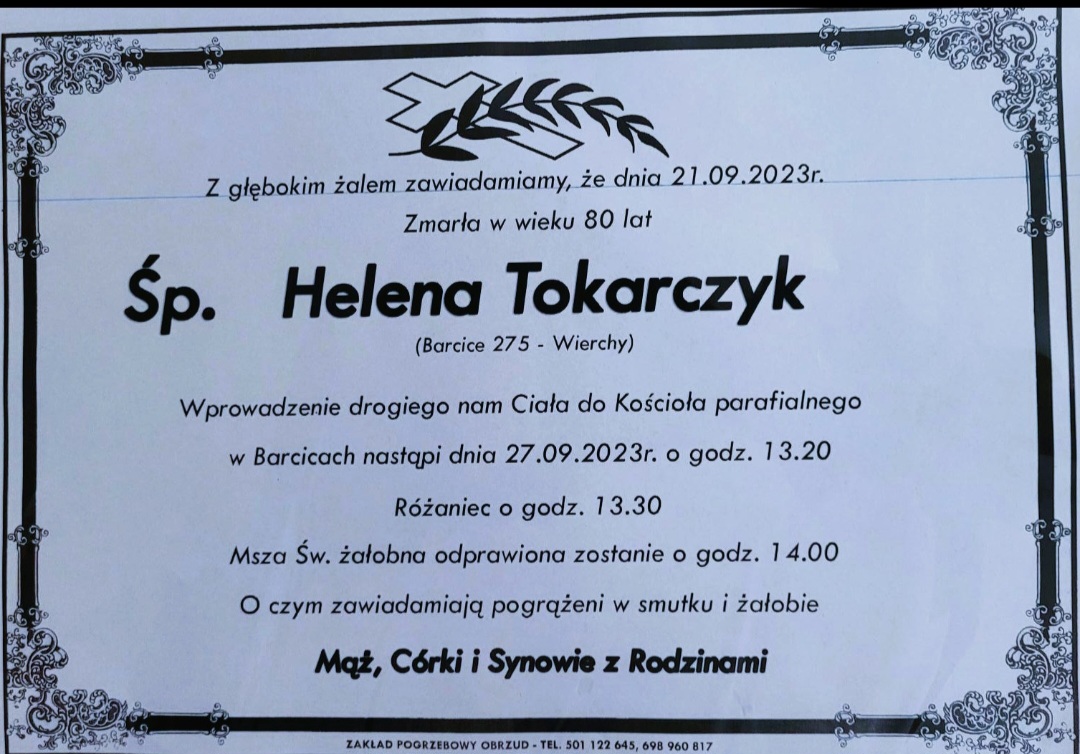 Z głębokim żalem zawiadamiamy, że dnia 21.09.2023r.
Zmarła w wieku 80 lat
Śp. Helena Tokarczyk
(Barcice 275 - Wierchy)
Wprowadzenie drogiego nam Ciała do Kościoła parafialnego
w Barcicach nastąpi dnia 27.09.2023r. o godz. 13.20
Różaniec o godz. 13.30
Msza Św. żałobna odprawiona zostanie o godz. 14.00
O czym zawiadamiają pogrążeni w smutku i żałobie
Mąż, Córki i Synowie z Rodzinami
ZAKŁAD POGRZEBOWY OBRZUD - TEL. 501 122 645, 698 960 817